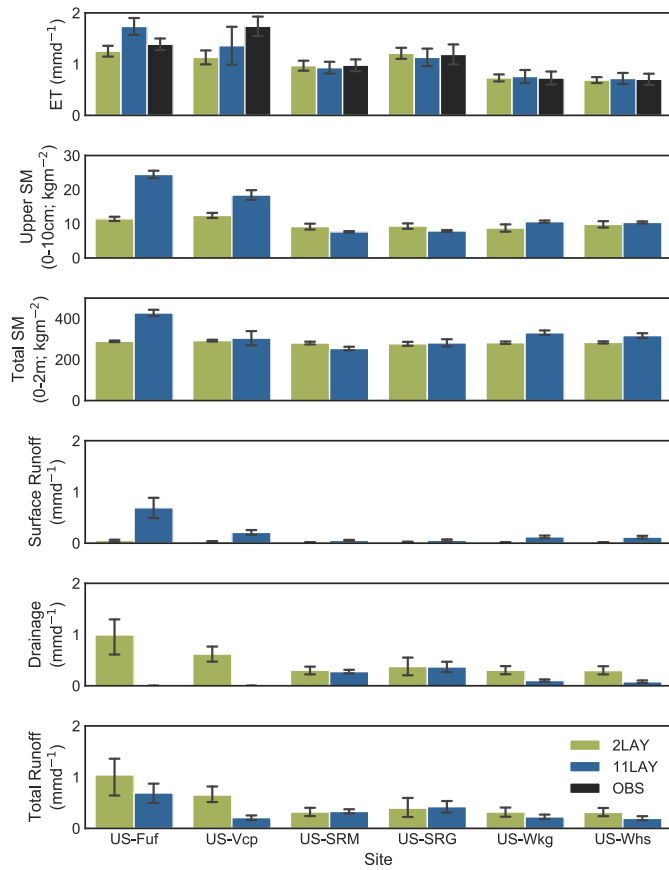 2
1
0
ET (mmd⁻¹)
30
20
10
0
Upper SM
(0-10cm; kgm⁻²)
400
200
0
Total SM
(0-2m; kgm⁻²)
2
1
0
Surface Runoff
(mmd⁻¹)
2
1
0
Drainage
(mmd⁻¹)
2
1
0
Total Runoff
(mmd⁻¹)
2LAY
11LAY
OBS
US-Fuf US-Vcp US-SRM US-SRG US-Wkg US-Whs
Site